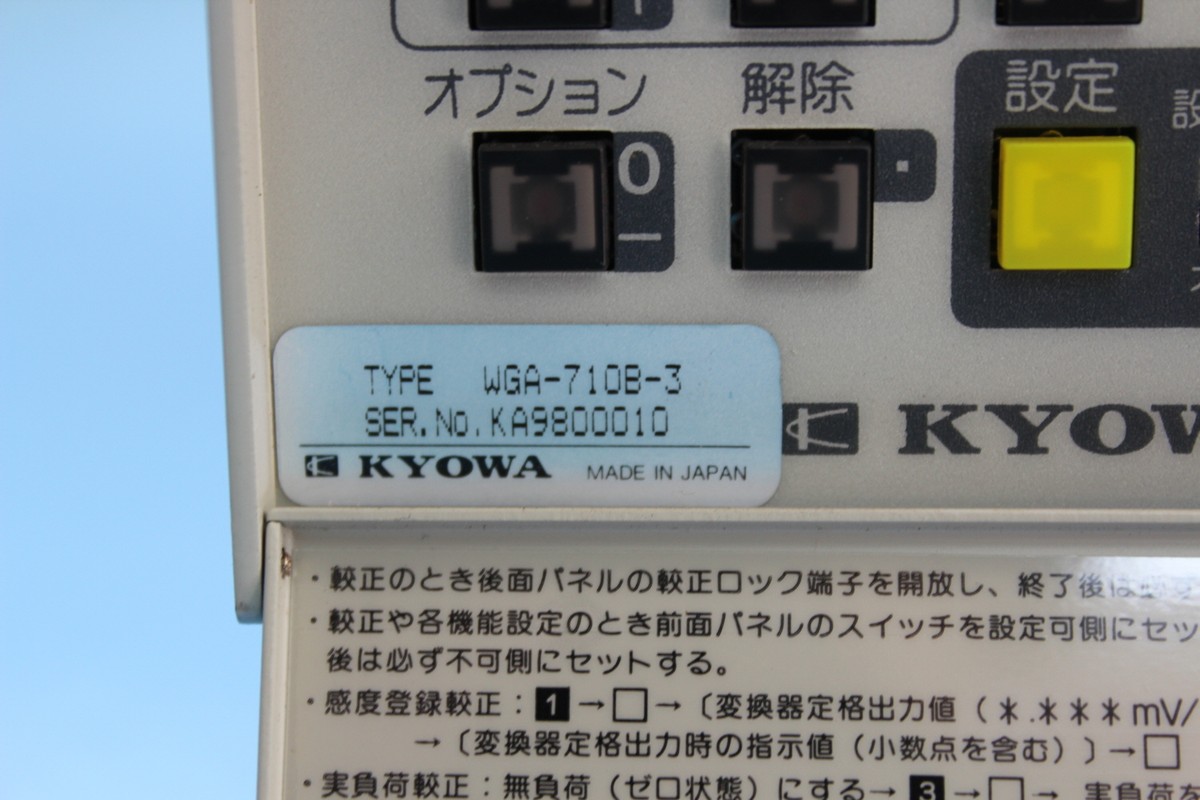 オプション 解除 設定 設
0 .
—
TYPE WGA-710B-3
SER.No.KA9800010
KYOWA MADE IN JAPAN
KYOW
・較正のとき後面パネルの較正ロック端子を開放し、終了後は必
・較正や各機能設定のとき前面パネルのスイッチを設定可側にセッ
後は必ず不可側にセットする。
・感度登録較正：1→□→〔変換器定格出力値（＊.＊＊＊mV/
→〔変換器定格出力時の指示値（小数点を含む）〕→□
・実負荷較正：無負荷（ゼロ状態）にする→3→□→実負荷を